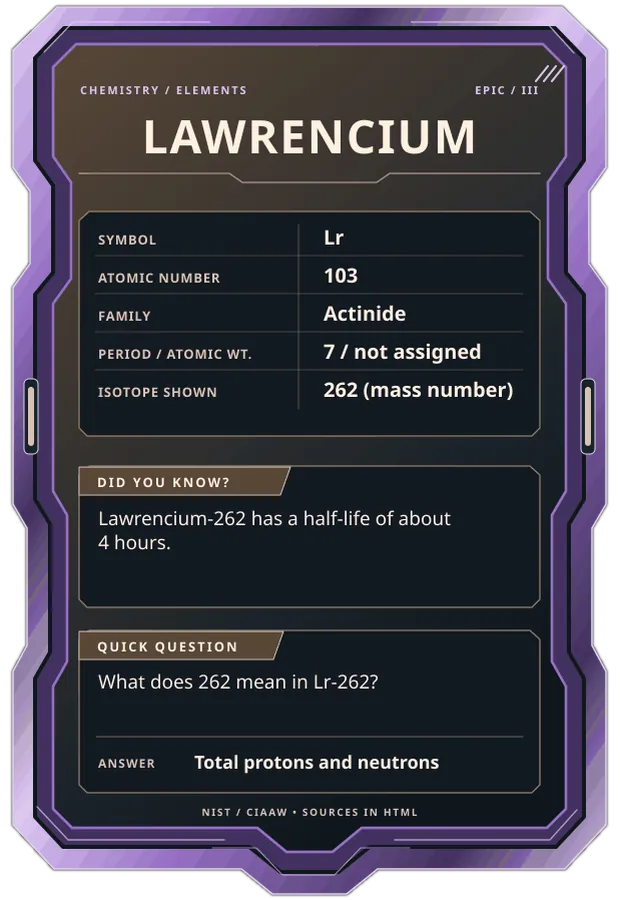 CHEMISTRY / ELEMENTS
EPIC / III
LAWRENCIUM
SYMBOL Lr
ATOMIC NUMBER 103
FAMILY Actinide
PERIOD / ATOMIC WT. 7 / not assigned
ISOTOPE SHOWN 262 (mass number)
DID YOU KNOW?
Lawrencium-262 has a half-life of about
4 hours.
QUICK QUESTION
What does 262 mean in Lr-262?
ANSWER Total protons and neutrons
NIST / CIAAW • SOURCES IN HTML